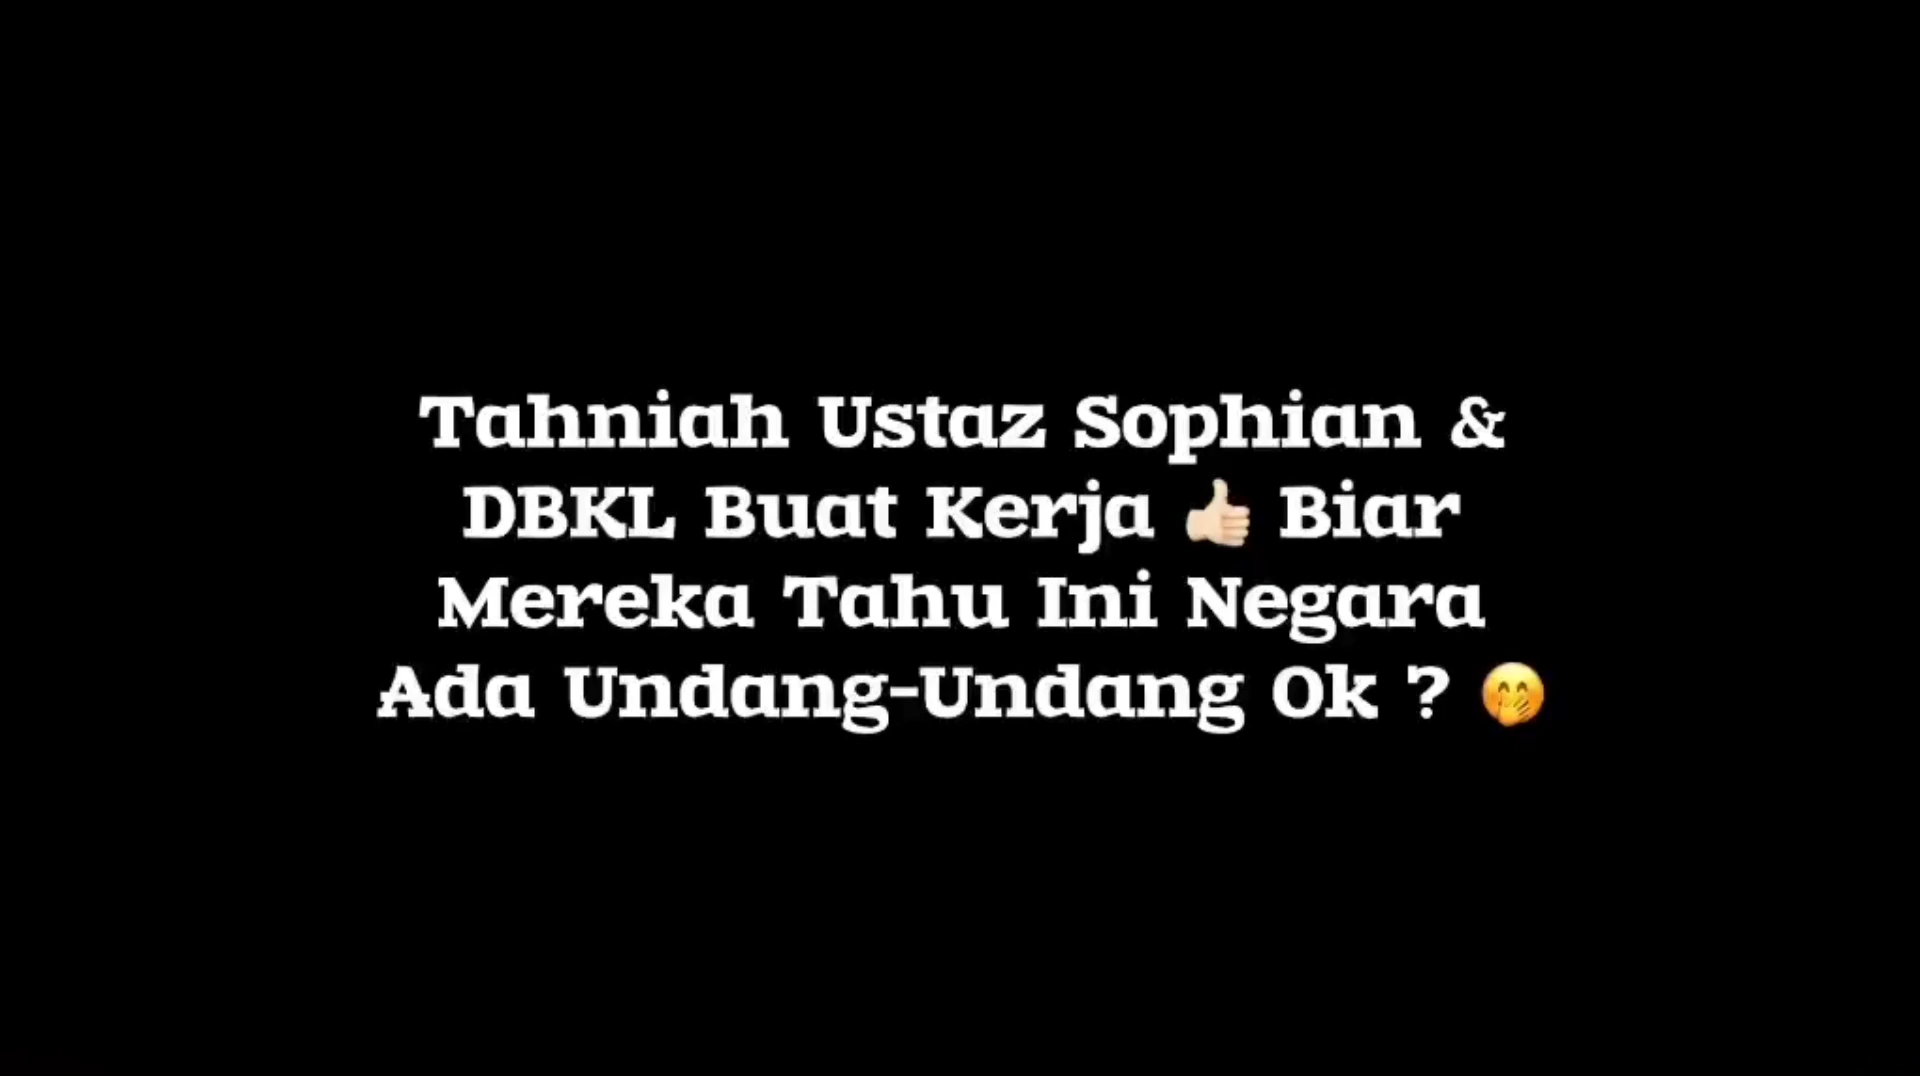 Tahniah Ustaz Sophian &
DBKL Buat Kerja 👍🏻 Biar
Mereka Tahu Ini Negara
Ada Undang-Undang Ok ? 🤭